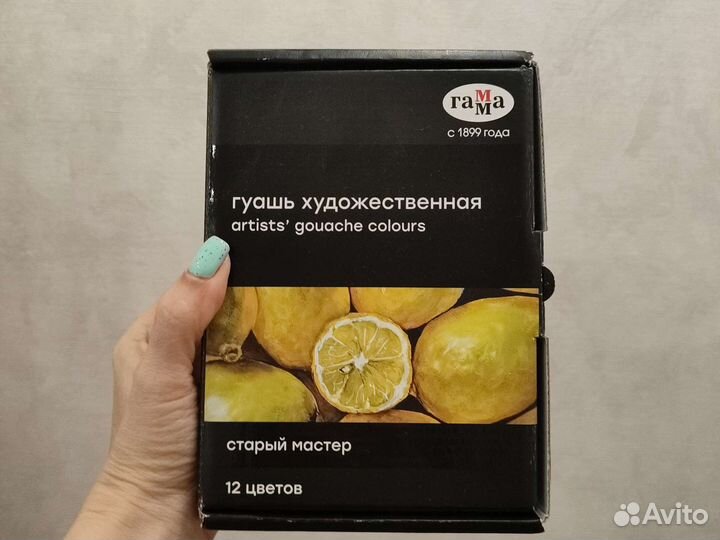 гамма
с 1899 года
гуашь художественная
artists' gouache colours
старый мастер
12 цветов
Avito